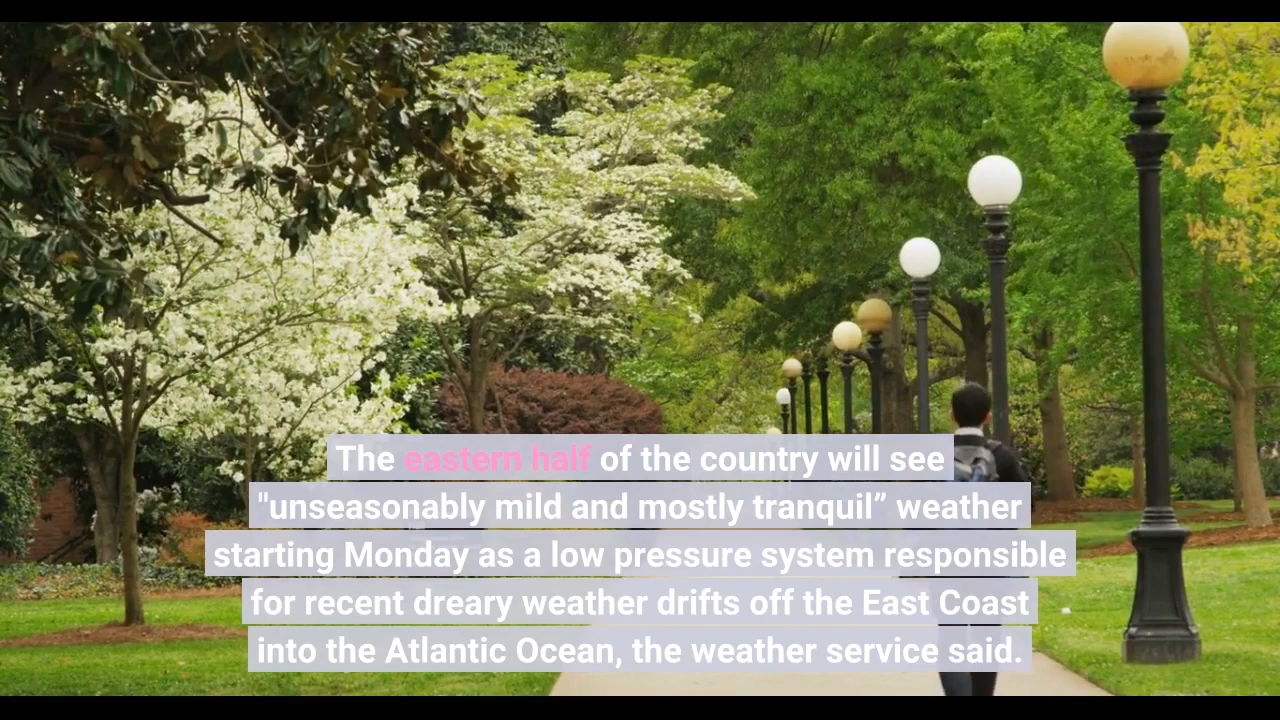 The eastern half of the country will see
"unseasonably mild and mostly tranquil” weather
starting Monday as a low pressure system responsible
for recent dreary weather drifts off the East Coast
into the Atlantic Ocean, the weather service said.